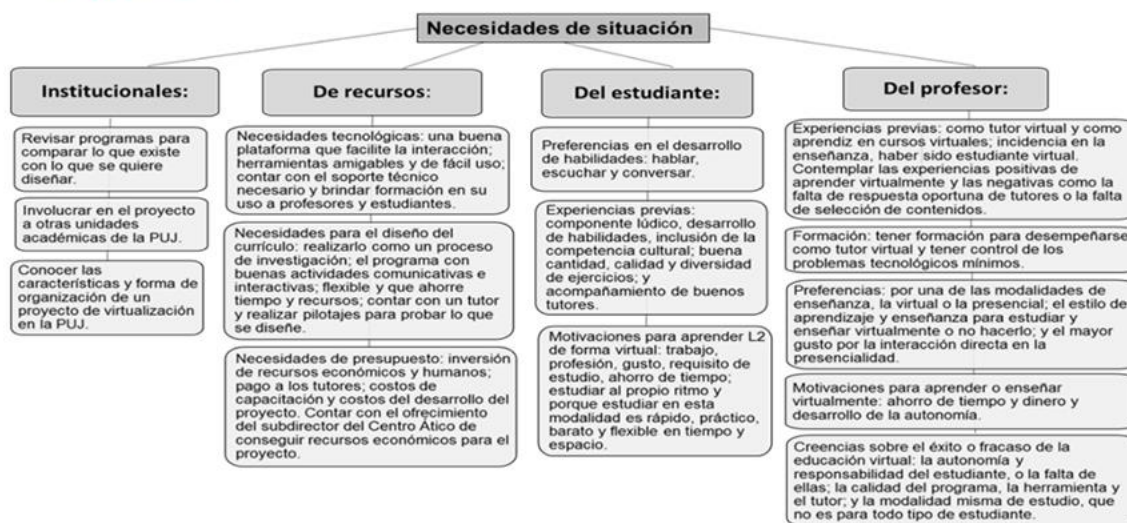 Necesidades de situación
Institucionales:
Revisar programas para
comparar lo que existe
con lo que se quiere
diseñar.
Involucrar en el proyecto
a otras unidades
académicas de la PUJ.
Conocer las
características y forma de
organización de un
proyecto de virtualización
en la PUJ.
De recursos:
Necesidades tecnológicas: una buena
plataforma que facilite la interacción;
herramientas amigables y de fácil uso;
contar con el soporte técnico
necesario y brindar formación en su
uso a profesores y estudiantes.
Necesidades para el diseño del
currículo: realizarlo como un proceso
de investigación; el programa con
buenas actividades comunicativas e
interactivas; flexible y que ahorre
tiempo y recursos; contar con un tutor
y realizar pilotajes para probar lo que
se diseñe.
Necesidades de presupuesto: inversión
de recursos económicos y humanos;
pago a los tutores; costos de
capacitación y costos del desarrollo del
proyecto. Contar con el ofrecimiento
del subdirector del Centro Ático de
conseguir recursos económicos para el
proyecto.
Del estudiante:
Preferencias en el desarrollo
de habilidades: hablar,
escuchar y conversar.
Experiencias previas:
componente lúdico, desarrollo
de habilidades, inclusión de la
competencia cultural; buena
cantidad, calidad y diversidad
de ejercicios; y
acompañamiento de buenos
tutores.
Motivaciones para aprender L2
de forma virtual: trabajo,
profesión, gusto, requisito de
estudio, ahorro de tiempo;
estudiar al propio ritmo y
porque estudiar en esta
modalidad es rápido, práctico,
barato y flexible en tiempo y
espacio.
Del profesor:
Experiencias previas: como tutor virtual y como
aprendiz en cursos virtuales; incidencia en la
enseñanza, haber sido estudiante virtual.
Contemplar las experiencias positivas de
aprender virtualmente y las negativas como la
falta de respuesta oportuna de tutores o la falta
de selección de contenidos.
Formación: tener formación para desempeñarse
como tutor virtual y tener control de los
problemas tecnológicos mínimos.
Preferencias; por una de las modalidades de
enseñanza, la virtual o la presencial; el estilo de
aprendizaje y enseñanza para estudiar y
enseñar virtualmente o no hacerlo; y el mayor
gusto por la interacción directa en la
presencialidad.
Motivaciones para aprender o enseñar
virtualmente: ahorro de tiempo y dinero y
desarrollo de la autonomía.
Creencias sobre el éxito o fracaso de la
educación virtual: la autonomía y
responsabilidad del estudiante, o la falta de
ellas; la calidad del programa, la herramienta y
el tutor; y la modalidad misma de estudio, que
no es para todo tipo de estudiante.